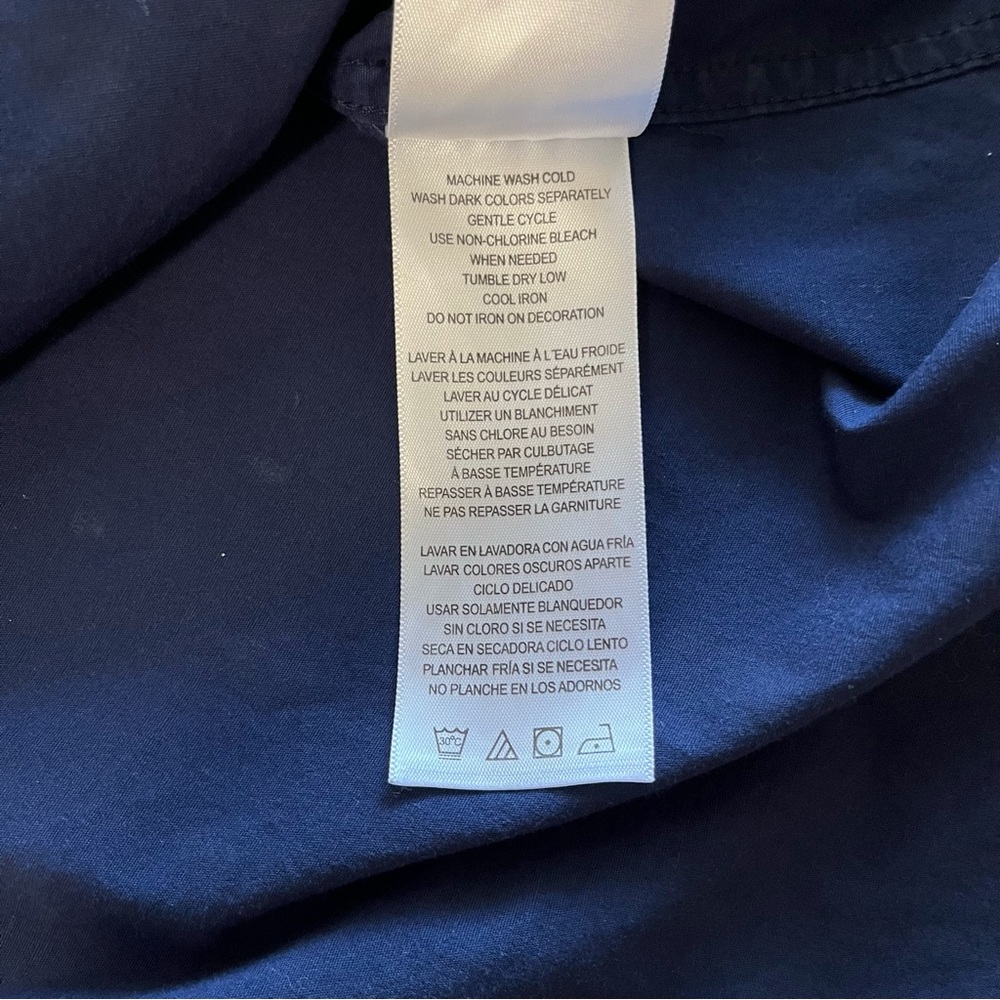 MACHINE WASH COLD
WASH DARK COLORS SEPARATELY
GENTLE CYCLE
USE NON-CHLORINE BLEACH
WHEN NEEDED
TUMBLE DRY LOW
COOL IRON
DO NOT IRON ON DECORATION
LAVER À LA MACHINE À L'EAU FROIDE
LAVER LES COULEURS SÉPARÉMENT
LAVER AU CYCLE DÉLICAT
UTILIZER UN BLANCHIMENT
SANS CHLORE AU BESOIN
SÉCHER PAR CULBUTAGE
À BASSE TEMPÉRATURE
REPASSER À BASSE TEMPÉRATURE
NE PAS REPASSER LA GARNITURE
LAVAR EN LAVADORA CON AGUA FRÍA
LAVAR COLORES OSCUROS APARTE
CICLO DELICADO
USAR SOLAMENTE BLANQUEDOR
SIN CLORO SI SE NECESITA
SECA EN SECADORA CICLO LENTO
PLANCHAR FRÍA SI SE NECESITA
NO PLANCHE EN LOS ADORNOS
30°C